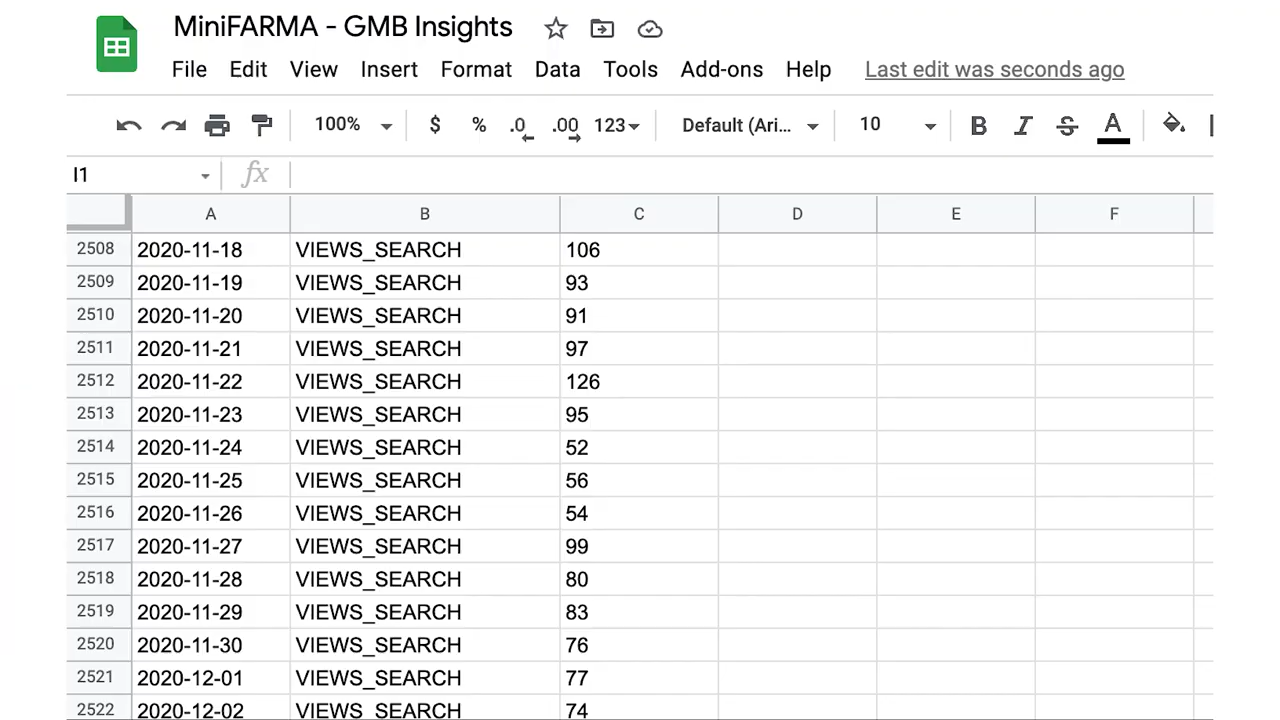 MiniFARMA - GMB Insights
File Edit View Insert Format Data Tools Add-ons Help Last edit was seconds ago
100% $ % .0 .00 123 Default (Ari... 10 B I S A
I1 fx
A B C D E F
2508 2020-11-18 VIEWS_SEARCH 106
2509 2020-11-19 VIEWS_SEARCH 93
2510 2020-11-20 VIEWS_SEARCH 91
2511 2020-11-21 VIEWS_SEARCH 97
2512 2020-11-22 VIEWS_SEARCH 126
2513 2020-11-23 VIEWS_SEARCH 95
2514 2020-11-24 VIEWS_SEARCH 52
2515 2020-11-25 VIEWS_SEARCH 56
2516 2020-11-26 VIEWS_SEARCH 54
2517 2020-11-27 VIEWS_SEARCH 99
2518 2020-11-28 VIEWS_SEARCH 80
2519 2020-11-29 VIEWS_SEARCH 83
2520 2020-11-30 VIEWS_SEARCH 76
2521 2020-12-01 VIEWS_SEARCH 77
2522 2020-12-02 VIEWS_SEARCH 74